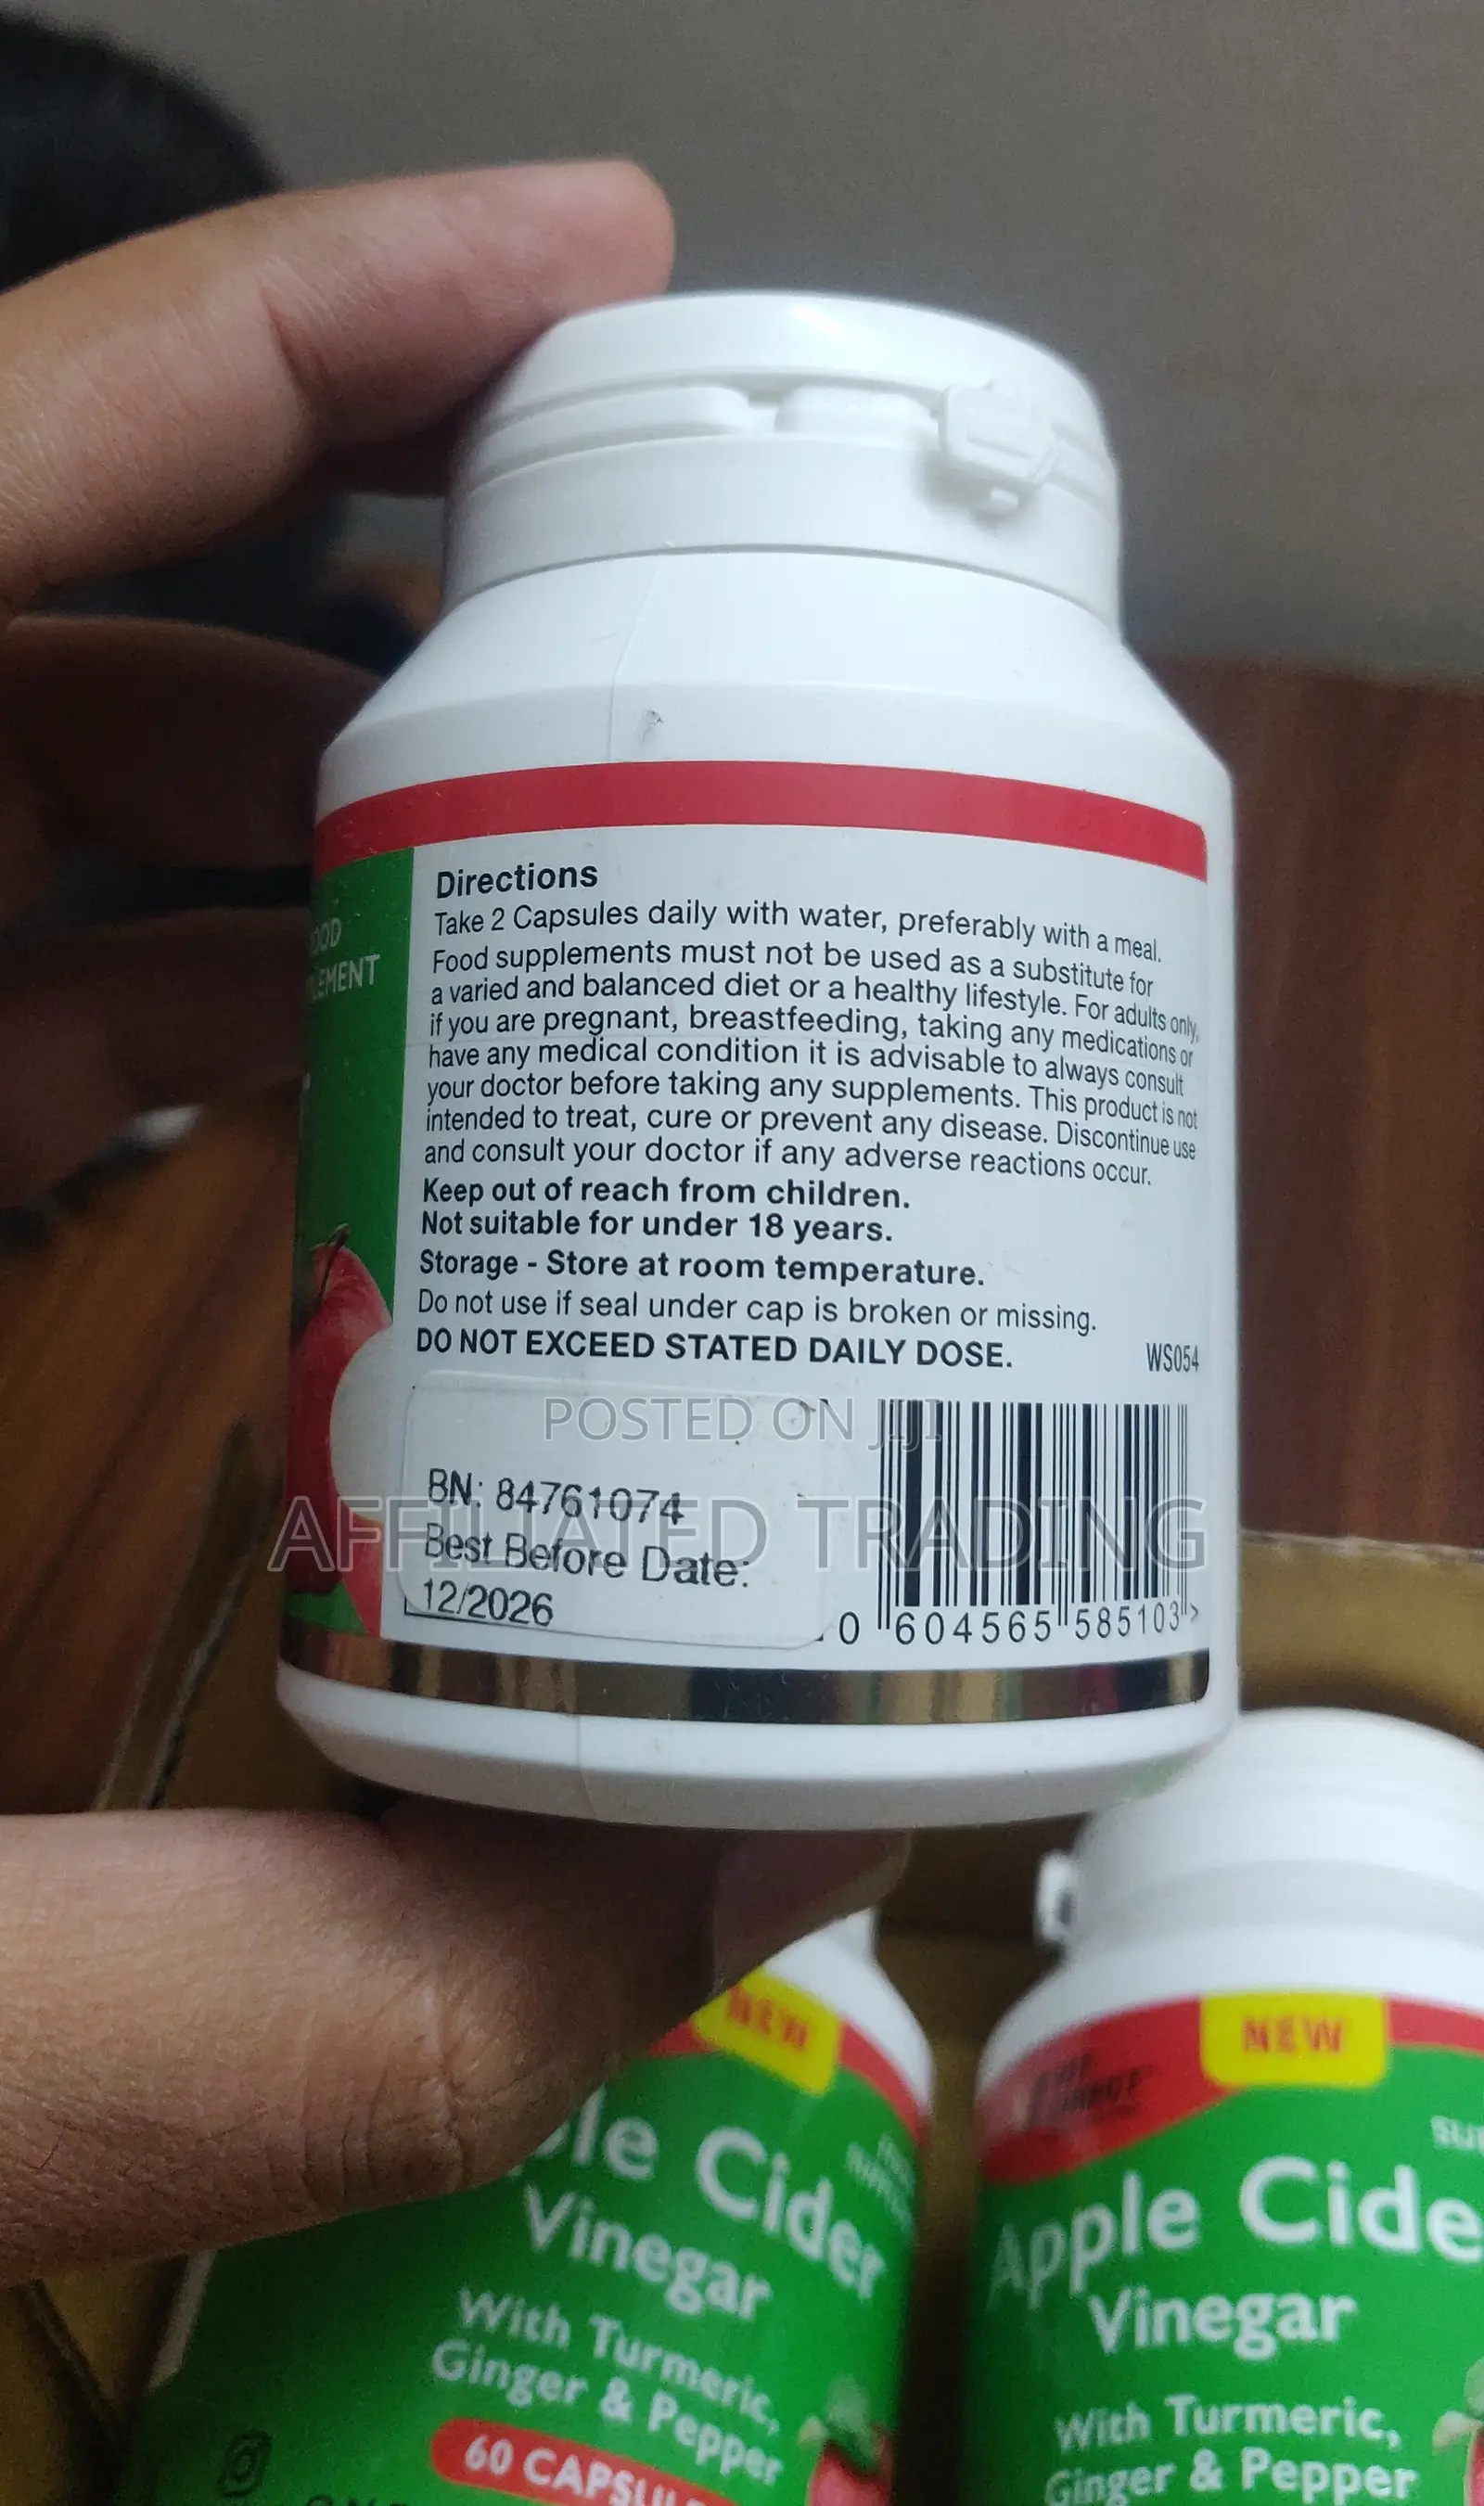 Directions
Take 2 Capsules daily with water, preferably with a meal.
Food supplements must not be used as a substitute for
a varied and balanced diet or a healthy lifestyle. For adults only,
if you are pregnant, breastfeeding, taking any medications or
have any medical condition it is advisable to always consult
your doctor before taking any supplements. This product is not
intended to treat, cure or prevent any disease. Discontinue use
and consult your doctor if any adverse reactions occur.
Keep out of reach from children.
Not suitable for under 18 years.
Storage - Store at room temperature.
Do not use if seal under cap is broken or missing.
DO NOT EXCEED STATED DAILY DOSE.
WS054
POSTED ON JIJI
AFFILIATED TRADING
BN: 84761074
Best Before Date:
12/2026
0 604565 585103 >
NEW
Cider
Vinegar
With Turmeric,
Ginger & Pepper
60
NEW
Apple
Vinegar
With Turmeric,
Ginger & Pepper